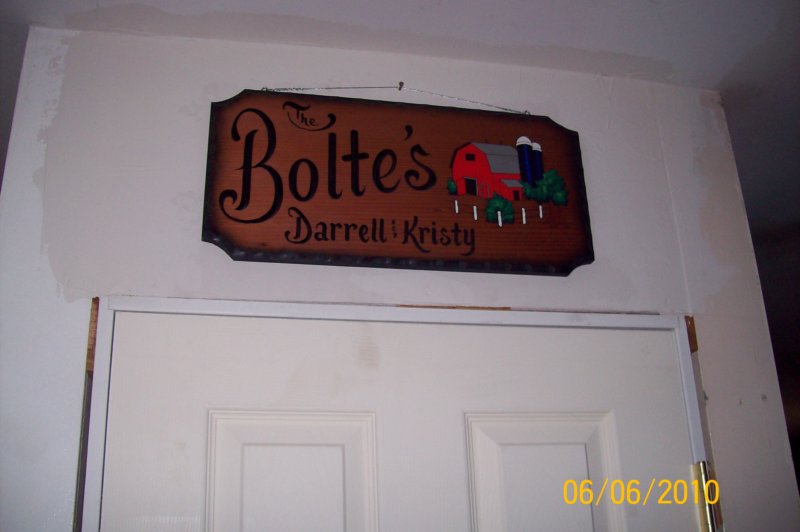 The
Bolte's
Darrell & Kristy
06/06/2010